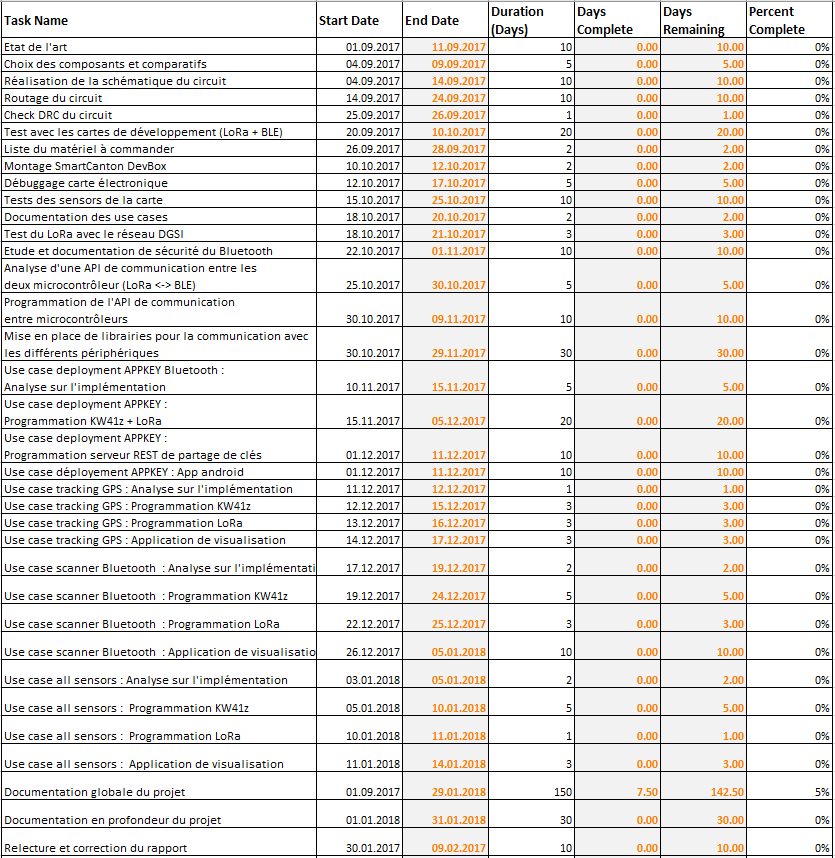 Task Name Start Date End Date Duration (Days) Days Complete Days Remaining Percent Complete
Etat de l'art 01.09.2017 11.09.2017 10 0.00 10.00 0%
Choix des composants et comparatifs 04.09.2017 09.09.2017 5 0.00 5.00 0%
Réalisation de la schématique du circuit 04.09.2017 14.09.2017 10 0.00 10.00 0%
Routage du circuit 14.09.2017 24.09.2017 10 0.00 10.00 0%
Check DRC du circuit 25.09.2017 26.09.2017 1 0.00 1.00 0%
Test avec les cartes de développement (LoRa + BLE) 20.09.2017 10.10.2017 20 0.00 20.00 0%
Liste du matériel à commander 26.09.2017 28.09.2017 2 0.00 2.00 0%
Montage SmartCanton DevBox 10.10.2017 12.10.2017 2 0.00 2.00 0%
Débuggage carte électronique 12.10.2017 17.10.2017 5 0.00 5.00 0%
Tests des sensors de la carte 15.10.2017 25.10.2017 10 0.00 10.00 0%
Documentation des use cases 18.10.2017 20.10.2017 2 0.00 2.00 0%
Test du LoRa avec le réseau DGSI 18.10.2017 21.10.2017 3 0.00 3.00 0%
Etude et documentation de sécurité du Bluetooth 22.10.2017 01.11.2017 10 0.00 10.00 0%
Analyse d'une API de communication entre les
deux microcontrôleur (LoRa <-> BLE) 25.10.2017 30.10.2017 5 0.00 5.00 0%
Programmation de l'API de communication
entre microcontrôleurs 30.10.2017 09.11.2017 10 0.00 10.00 0%
Mise en place de librairies pour la communication avec
les différents périphériques 30.10.2017 29.11.2017 30 0.00 30.00 0%
Use case deployment APPKEY Bluetooth :
Analyse sur l'implémentation 10.11.2017 15.11.2017 5 0.00 5.00 0%
Use case deployment APPKEY :
Programmation KW41z + LoRa 15.11.2017 05.12.2017 20 0.00 20.00 0%
Use case deployment APPKEY :
Programmation serveur REST de partage de clés 01.12.2017 11.12.2017 10 0.00 10.00 0%
Use case déployement APPKEY : App android 01.12.2017 11.12.2017 10 0.00 10.00 0%
Use case tracking GPS : Analyse sur l'implémentation 11.12.2017 12.12.2017 1 0.00 1.00 0%
Use case tracking GPS : Programmation KW41z 12.12.2017 15.12.2017 3 0.00 3.00 0%
Use case tracking GPS : Programmation LoRa 13.12.2017 16.12.2017 3 0.00 3.00 0%
Use case tracking GPS : Application de visualisation 14.12.2017 17.12.2017 3 0.00 3.00 0%
Use case scanner Bluetooth : Analyse sur l'implémentati 17.12.2017 19.12.2017 2 0.00 2.00 0%
Use case scanner Bluetooth : Programmation KW41z 19.12.2017 24.12.2017 5 0.00 5.00 0%
Use case scanner Bluetooth : Programmation LoRa 22.12.2017 25.12.2017 3 0.00 3.00 0%
Use case scanner Bluetooth : Application de visualisatio 26.12.2017 05.01.2018 10 0.00 10.00 0%
Use case all sensors : Analyse sur l'implémentation 03.01.2018 05.01.2018 2 0.00 2.00 0%
Use case all sensors : Programmation KW41z 05.01.2018 10.01.2018 5 0.00 5.00 0%
Use case all sensors : Programmation LoRa 10.01.2018 11.01.2018 1 0.00 1.00 0%
Use case all sensors : Application de visualisation 11.01.2018 14.01.2018 3 0.00 3.00 0%
Documentation globale du projet 01.09.2017 29.01.2018 150 7.50 142.50 5%
Documentation en profondeur du projet 01.01.2018 31.01.2018 30 0.00 30.00 0%
Relecture et correction du rapport 30.01.2017 09.02.2017 10 0.00 10.00 0%